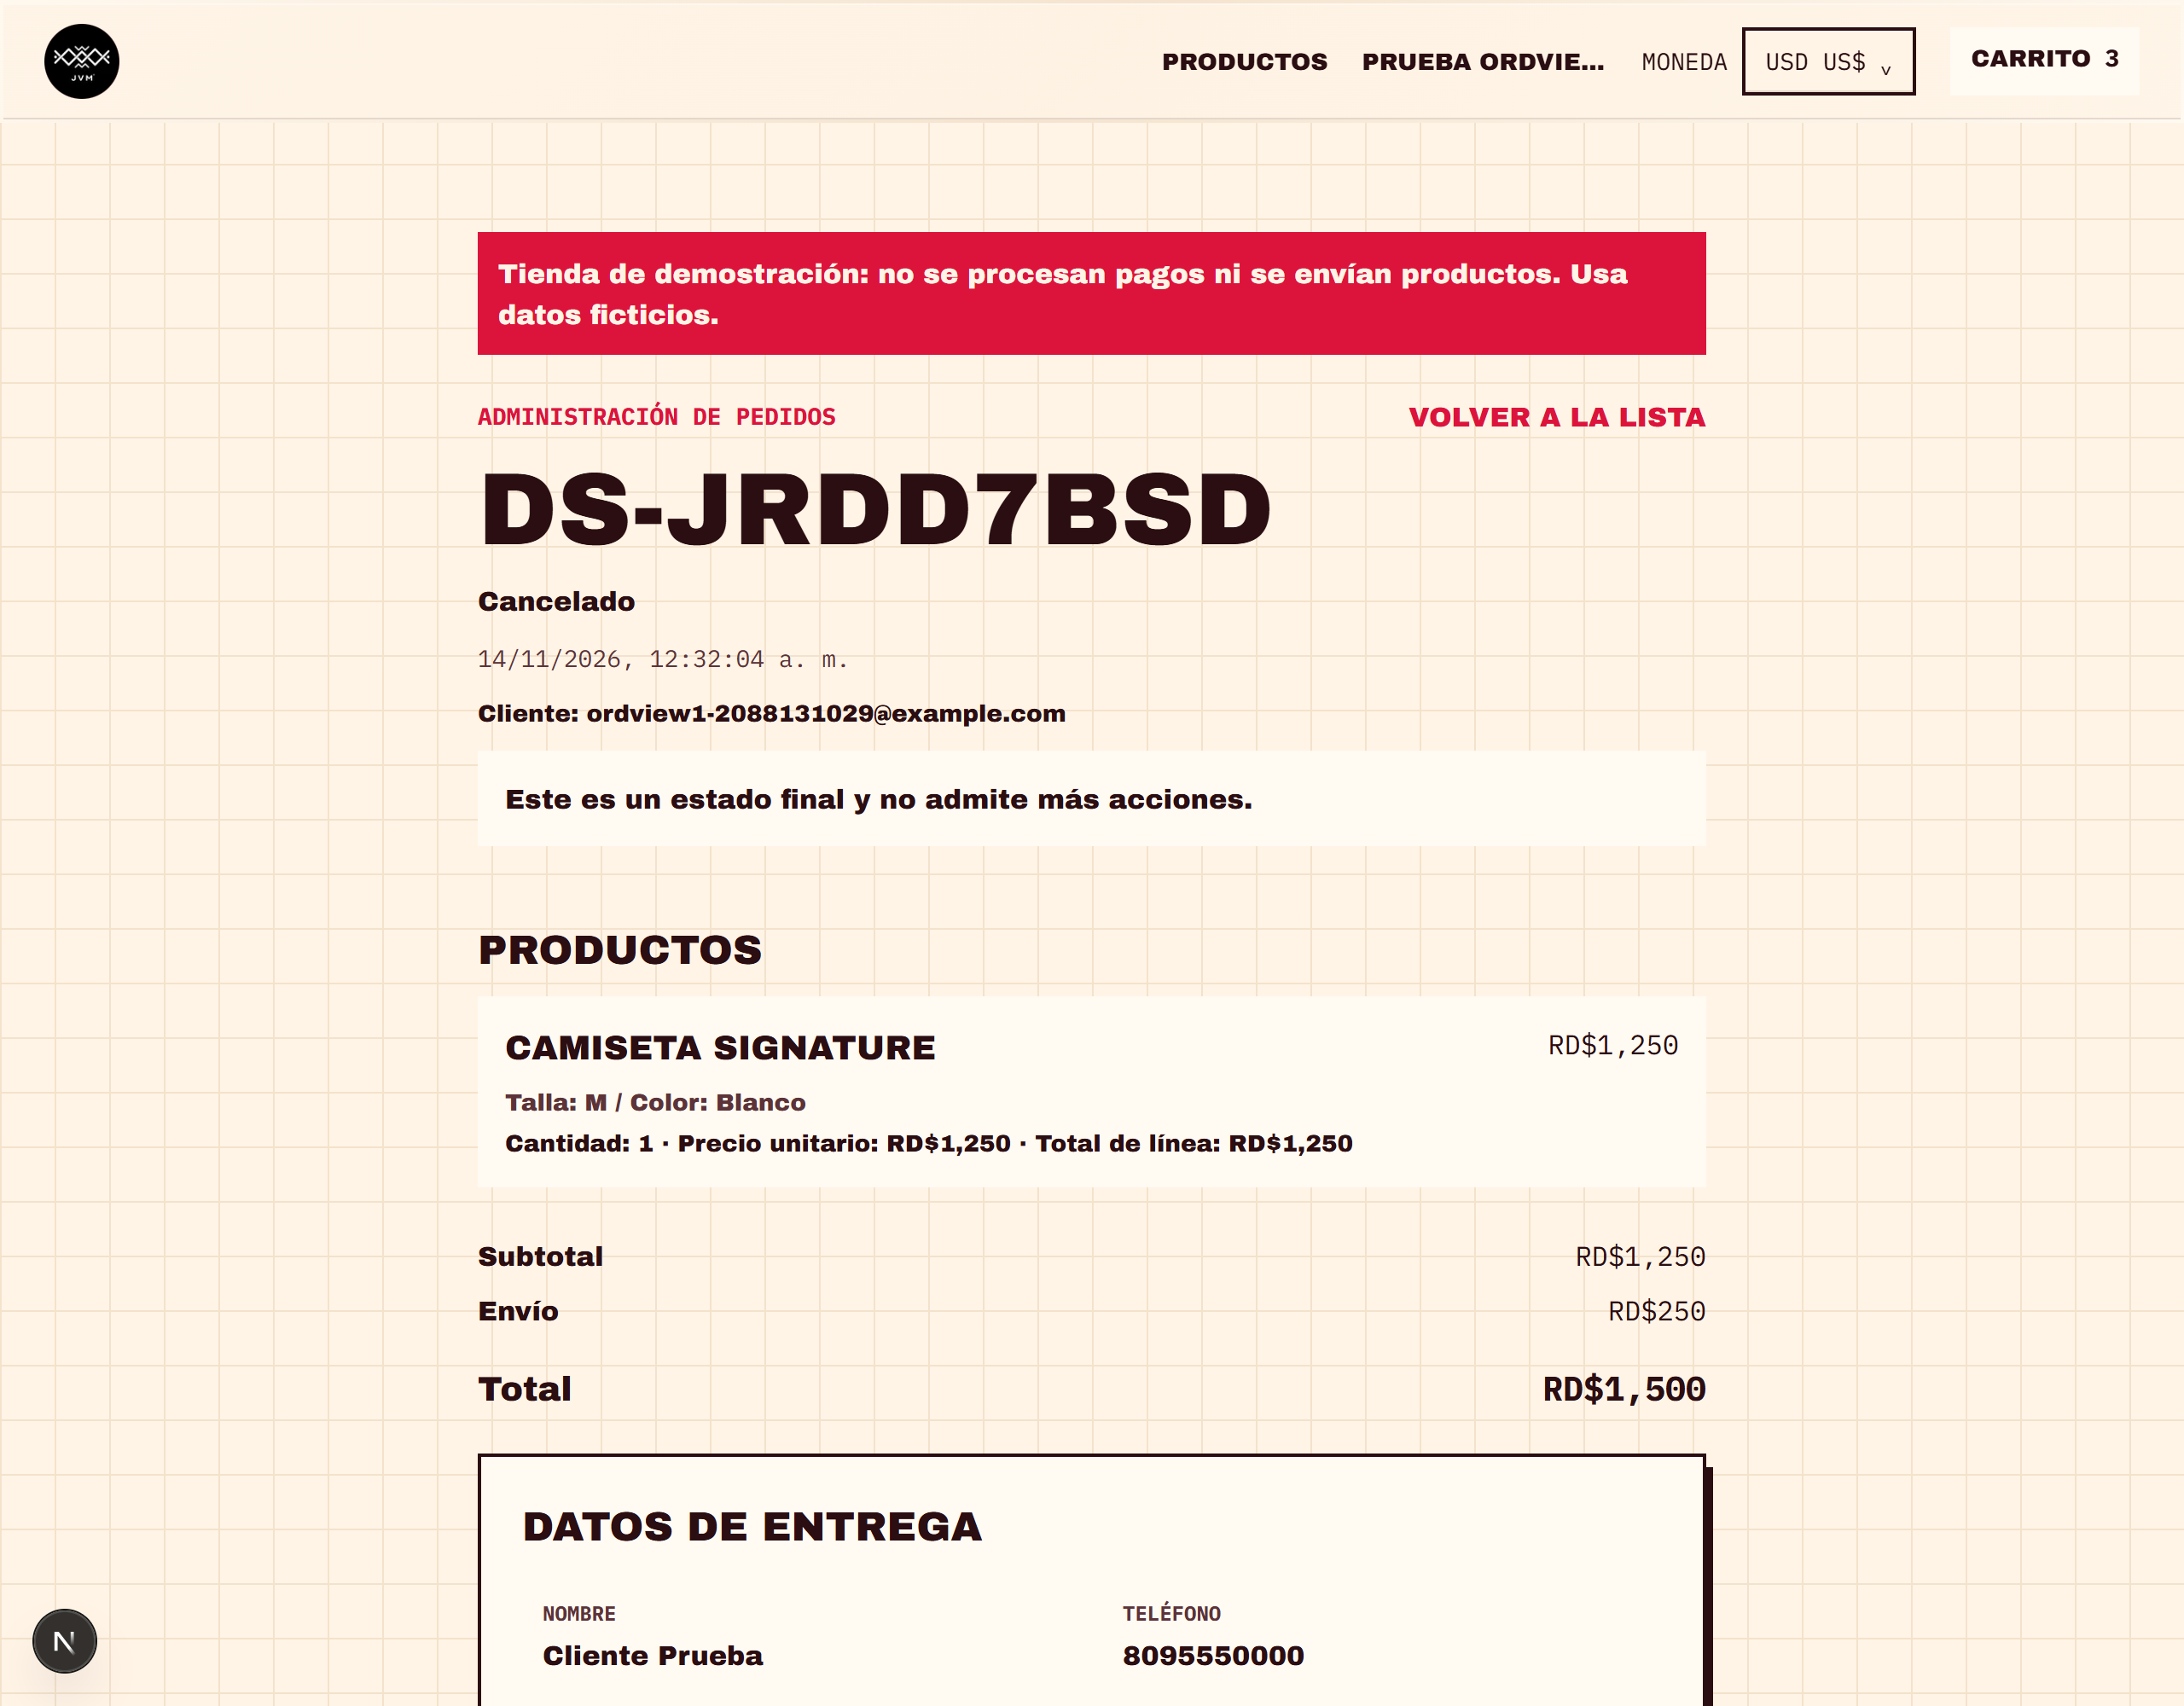 JVM
PRODUCTOS PRUEBA ORDVIE... MONEDA USD US$ CARRITO 3
Tienda de demostración: no se procesan pagos ni se envían productos. Usa
datos ficticios.
ADMINISTRACIÓN DE PEDIDOS VOLVER A LA LISTA
DS-JRDD7BSD
Cancelado
14/11/2026, 12:32:04 a. m.
Cliente: ordview1-2088131029@example.com
Este es un estado final y no admite más acciones.
PRODUCTOS
CAMISETA SIGNATURE RD$1,250
Talla: M / Color: Blanco
Cantidad: 1 · Precio unitario: RD$1,250 · Total de línea: RD$1,250
Subtotal RD$1,250
Envío RD$250
Total RD$1,500
DATOS DE ENTREGA
NOMBRE TELÉFONO
Cliente Prueba 8095550000
N